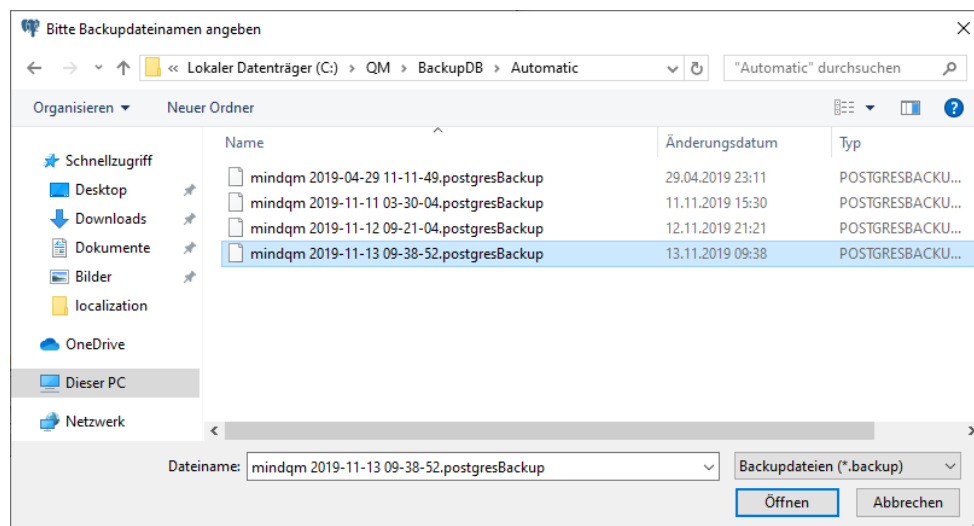 Bitte Backupdateinamen angeben
« Lokaler Datenträger (C:) > QM > BackupDB > Automatic
"Automatic" durchsuchen
Organisieren
Neuer Ordner
Name
Änderungsdatum
Typ
Schnellzugriff
Desktop
Downloads
Dokumente
Bilder
localization
OneDrive
Dieser PC
Netzwerk
mindqm 2019-04-29 11-11-49.postgresBackup 29.04.2019 23:11 POSTGRESBACKU...
mindqm 2019-11-11 03-30-04.postgresBackup 11.11.2019 15:30 POSTGRESBACKU...
mindqm 2019-11-12 09-21-04.postgresBackup 12.11.2019 21:21 POSTGRESBACKU...
mindqm 2019-11-13 09-38-52.postgresBackup 13.11.2019 09:38 POSTGRESBACKU...
Dateiname: mindqm 2019-11-13 09-38-52.postgresBackup
Backupdateien (*.backup)
Öffnen
Abbrechen